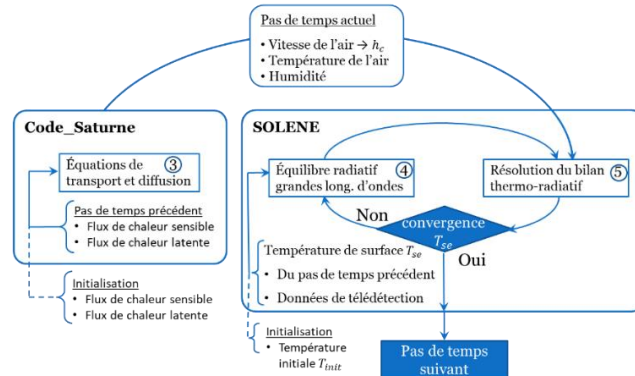 Pas de temps actuel
• Vitesse de l'air → h_c
• Température de l'air
• Humidité
Code_Saturne
Équations de ③
transport et diffusion
Pas de temps précédent
• Flux de chaleur sensible
• Flux de chaleur latente
Initialisation
• Flux de chaleur sensible
• Flux de chaleur latente
SOLENE
Équilibre radiatif ④
grandes long. d'ondes
Résolution du bilan ⑤
thermo-radiatif
Non
convergence
T_se
Oui
Température de surface T_se
• Du pas de temps précédent
• Données de télédétection
Initialisation
• Température
initiale T_init
Pas de temps
suivant